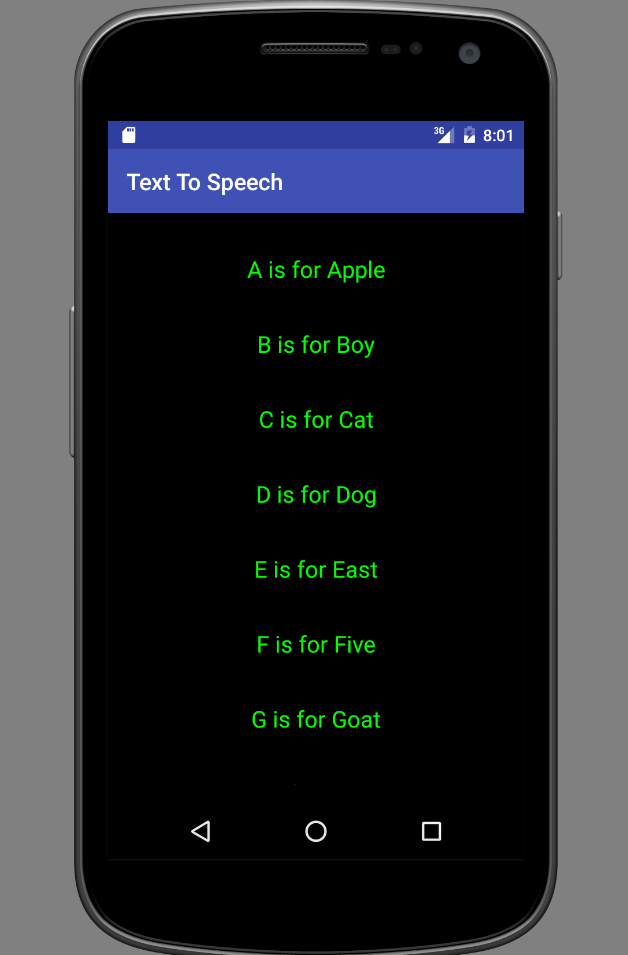 3G 8:01
Text To Speech
A is for Apple
B is for Boy
C is for Cat
D is for Dog
E is for East
F is for Five
G is for Goat